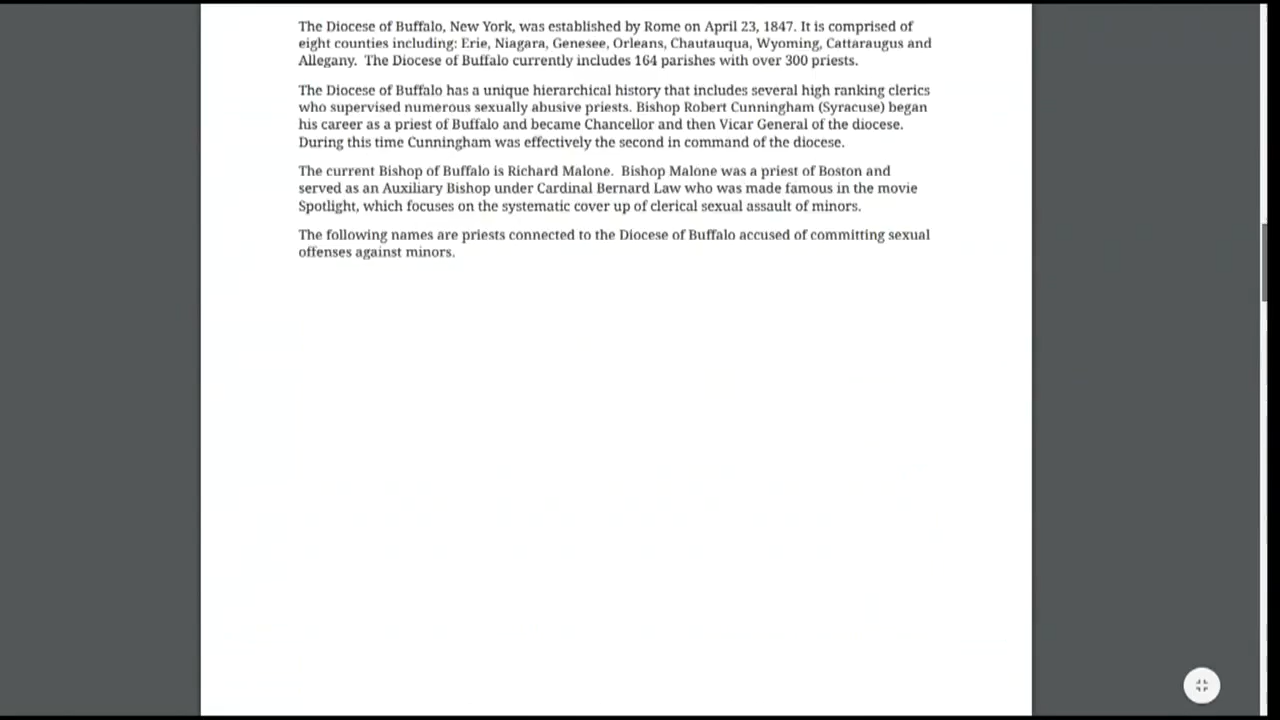 The Diocese of Buffalo, New York, was established by Rome on April 23, 1847. It is comprised of
eight counties including: Erie, Niagara, Genesee, Orleans, Chautauqua, Wyoming, Cattaraugus and
Allegany.  The Diocese of Buffalo currently includes 164 parishes with over 300 priests.
The Diocese of Buffalo has a unique hierarchical history that includes several high ranking clerics
who supervised numerous sexually abusive priests. Bishop Robert Cunningham (Syracuse) began
his career as a priest of Buffalo and became Chancellor and then Vicar General of the diocese.
During this time Cunningham was effectively the second in command of the diocese.
The current Bishop of Buffalo is Richard Malone.  Bishop Malone was a priest of Boston and
served as an Auxiliary Bishop under Cardinal Bernard Law who was made famous in the movie
Spotlight, which focuses on the systematic cover up of clerical sexual assault of minors.
The following names are priests connected to the Diocese of Buffalo accused of committing sexual
offenses against minors.